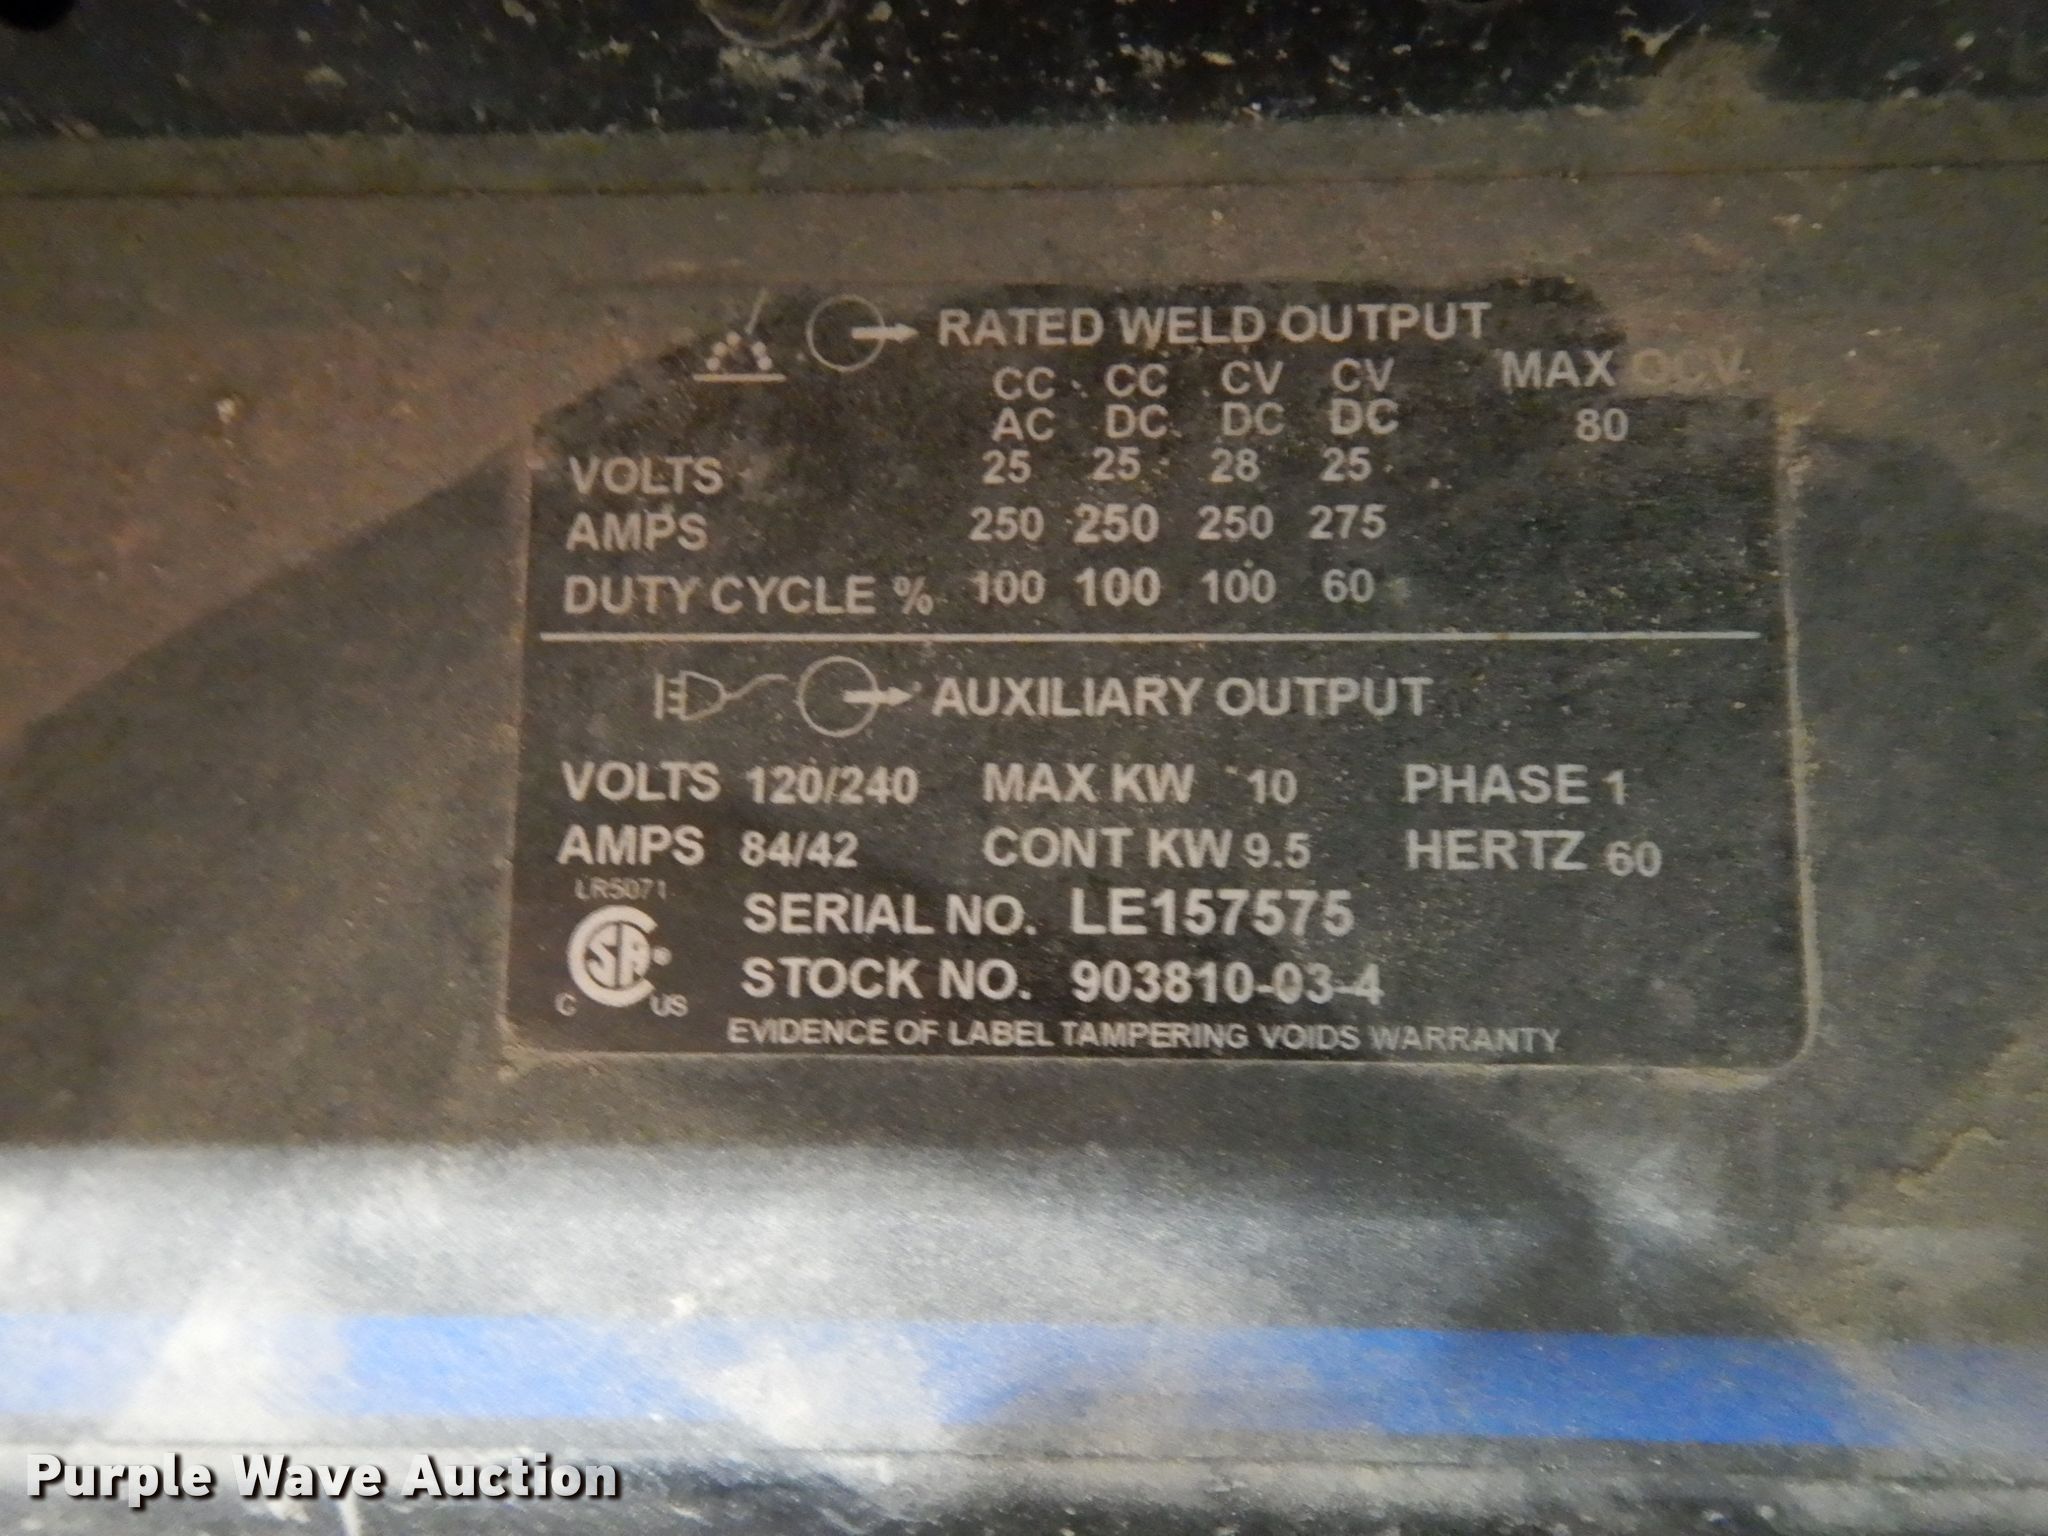 RATED WELD OUTPUT
CC CC CV CV MAX OCV
AC DC DC DC 80
VOLTS 25 25 28 25
AMPS 250 250 250 275
DUTY CYCLE % 100 100 100 60
AUXILIARY OUTPUT
VOLTS 120/240 MAX KW 10 PHASE 1
AMPS 84/42 CONT KW 9.5 HERTZ 60
LR5071
SERIAL NO. LE157575
CSA®
C US
STOCK NO. 903810-03-4
EVIDENCE OF LABEL TAMPERING VOIDS WARRANTY
Purple Wave Auction